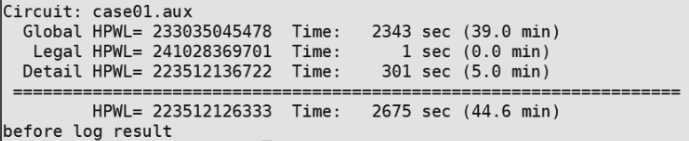 Circuit: case01.aux
Global HPWL= 233035045478 Time: 2343 sec (39.0 min)
Legal HPWL= 241028369701 Time: 1 sec (0.0 min)
Detail HPWL= 223512136722 Time: 301 sec (5.0 min)
===================================================================
HPWL= 223512126333 Time: 2675 sec (44.6 min)
before log result